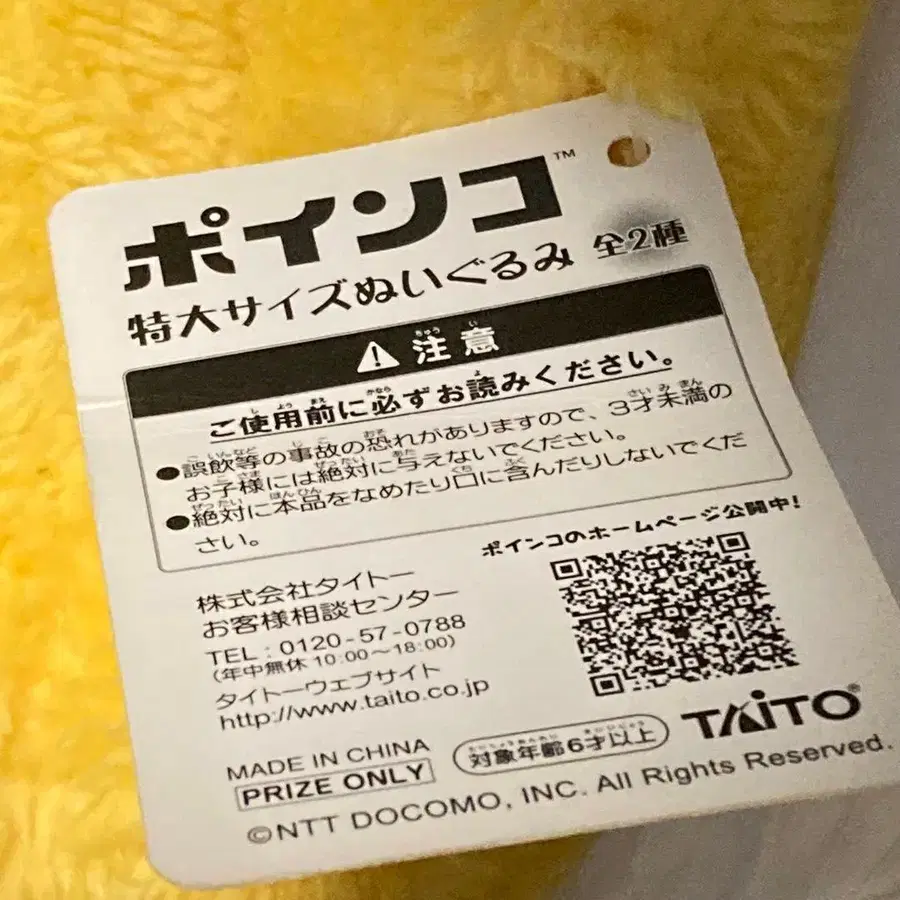 ポインコ™
特大サイズぬいぐるみ 全2種
⚠注意
ご使用前に必ずお読みください。
●誤飲等の事故の恐れがありますので、3才未満の
お子様には絶対に与えないでください。
●絶対に本品をなめたり口に含んだりしないでくだ
さい。
ポインコのホームページ公開中!
株式会社タイトー
お客様相談センター
TEL:0120-57-0788
(年中無休 10:00～18:00)
タイトーウェブサイト
http://www.taito.co.jp
TAITO®
MADE IN CHINA
対象年齢6才以上
PRIZE ONLY
©NTT DOCOMO, INC. All Rights Reserved.